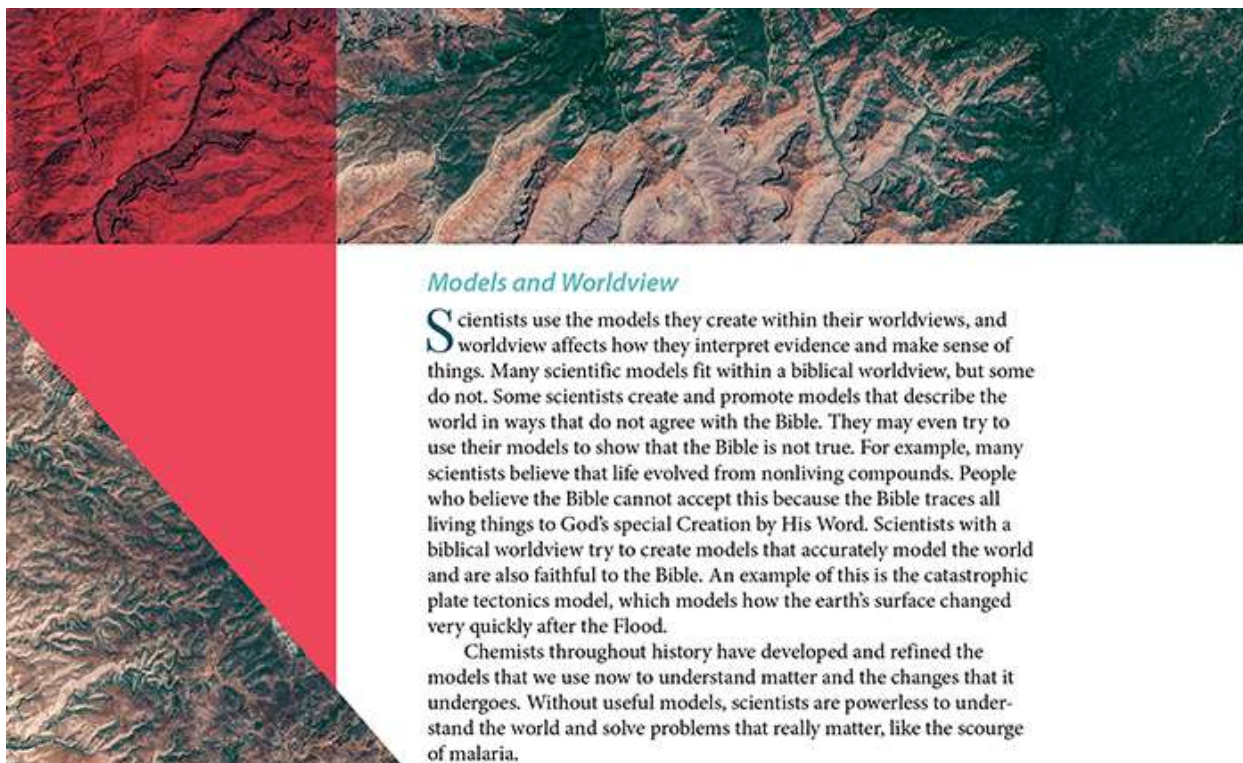 Models and Worldview
Scientists use the models they create within their worldviews, and
worldview affects how they interpret evidence and make sense of
things. Many scientific models fit within a biblical worldview, but some
do not. Some scientists create and promote models that describe the
world in ways that do not agree with the Bible. They may even try to
use their models to show that the Bible is not true. For example, many
scientists believe that life evolved from nonliving compounds. People
who believe the Bible cannot accept this because the Bible traces all
living things to God's special Creation by His Word. Scientists with a
biblical worldview try to create models that accurately model the world
and are also faithful to the Bible. An example of this is the catastrophic
plate tectonics model, which models how the earth's surface changed
very quickly after the Flood.
Chemists throughout history have developed and refined the
models that we use now to understand matter and the changes that it
undergoes. Without useful models, scientists are powerless to under-
stand the world and solve problems that really matter, like the scourge
of malaria.